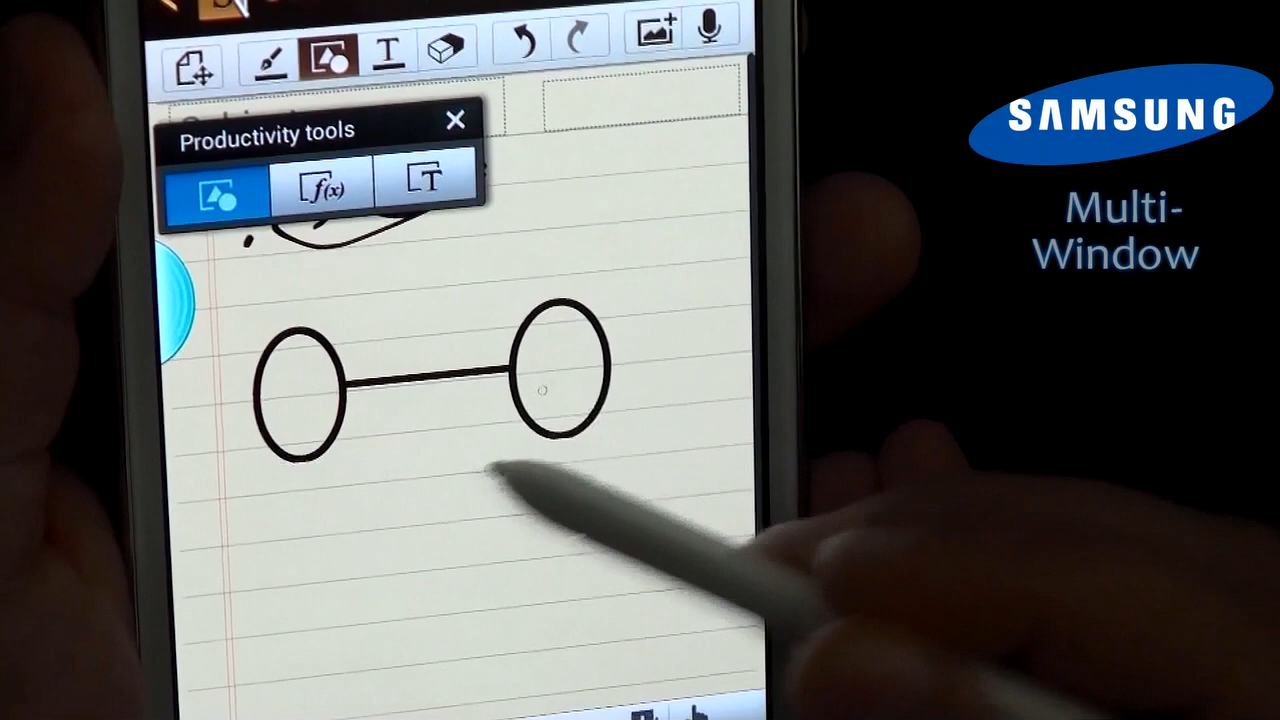 T
Productivity tools
f(x)
T
SAMSUNG
Multi-
Window